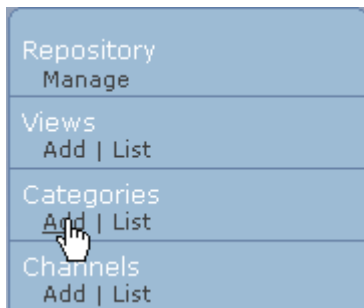 Repository
Manage
Views
Add | List
Categories
Add | List
Channels
Add | List